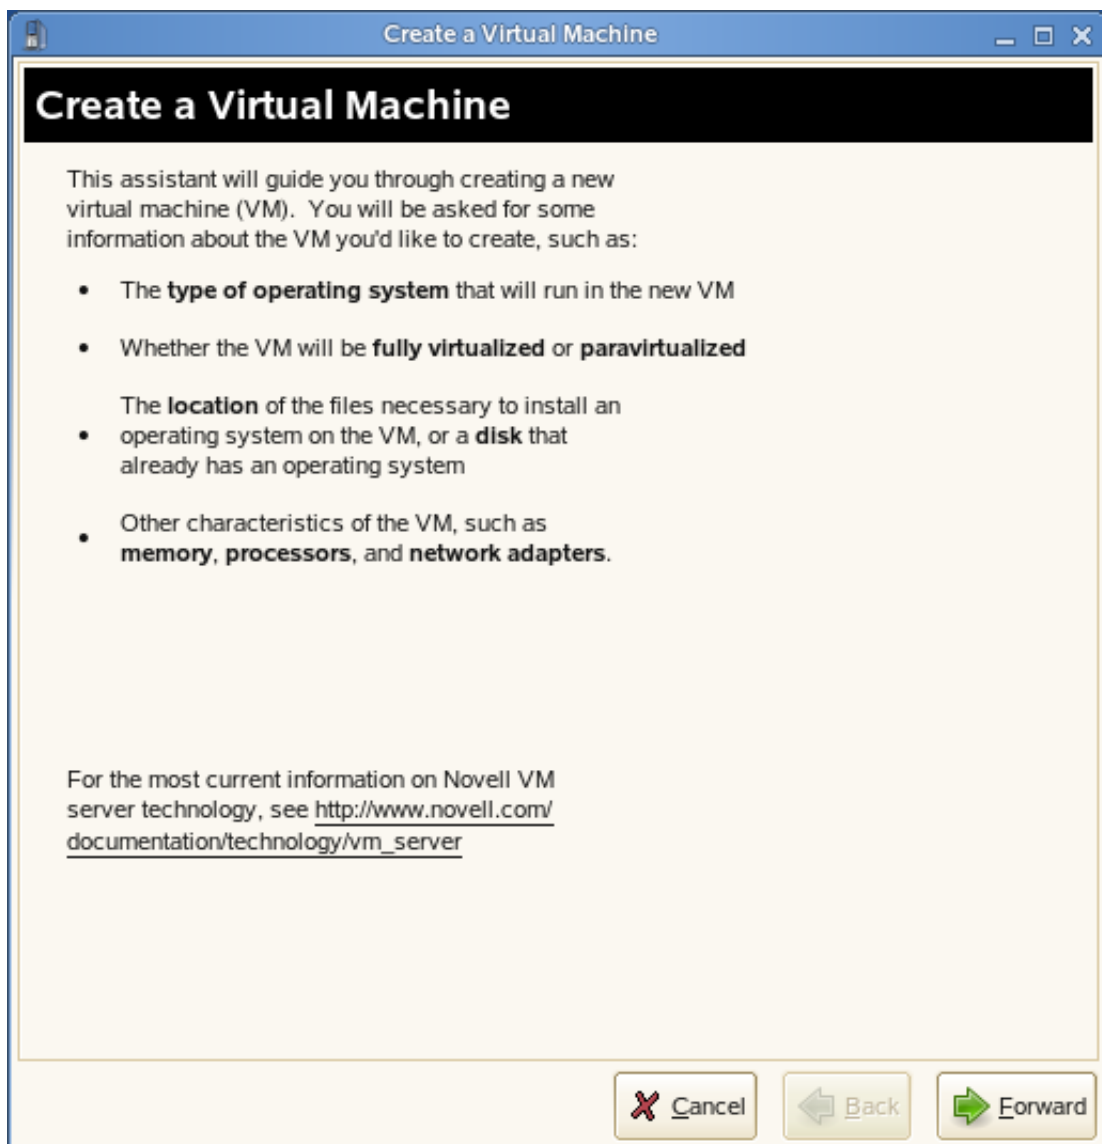 Create a Virtual Machine
Create a Virtual Machine
This assistant will guide you through creating a new
virtual machine (VM).  You will be asked for some
information about the VM you'd like to create, such as:
• The type of operating system that will run in the new VM
• Whether the VM will be fully virtualized or paravirtualized
The location of the files necessary to install an
• operating system on the VM, or a disk that
already has an operating system
Other characteristics of the VM, such as
• memory, processors, and network adapters.
For the most current information on Novell VM
server technology, see http://www.novell.com/
documentation/technology/vm_server
Cancel Back Forward